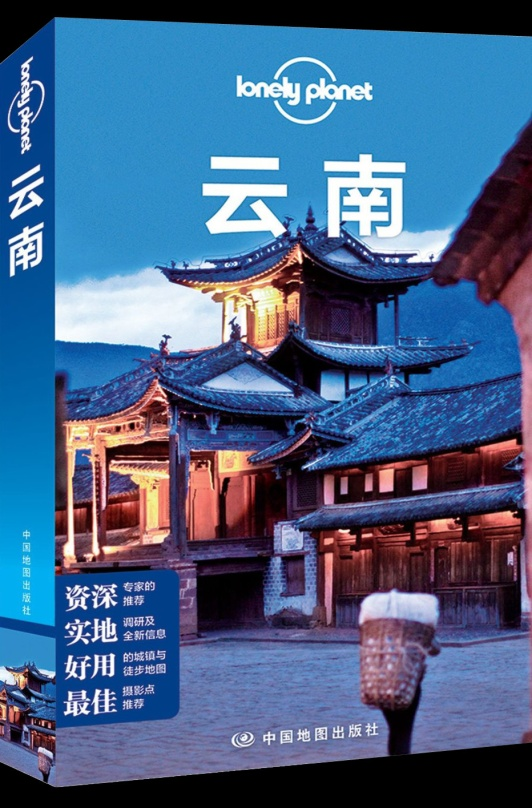 lonely planet
云南
资深 专家的推荐
实地 调研及全新信息
好用 的城镇与徒步地图
最佳 摄影点推荐
中国地图出版社
lonely planet
云南
中国地图出版社